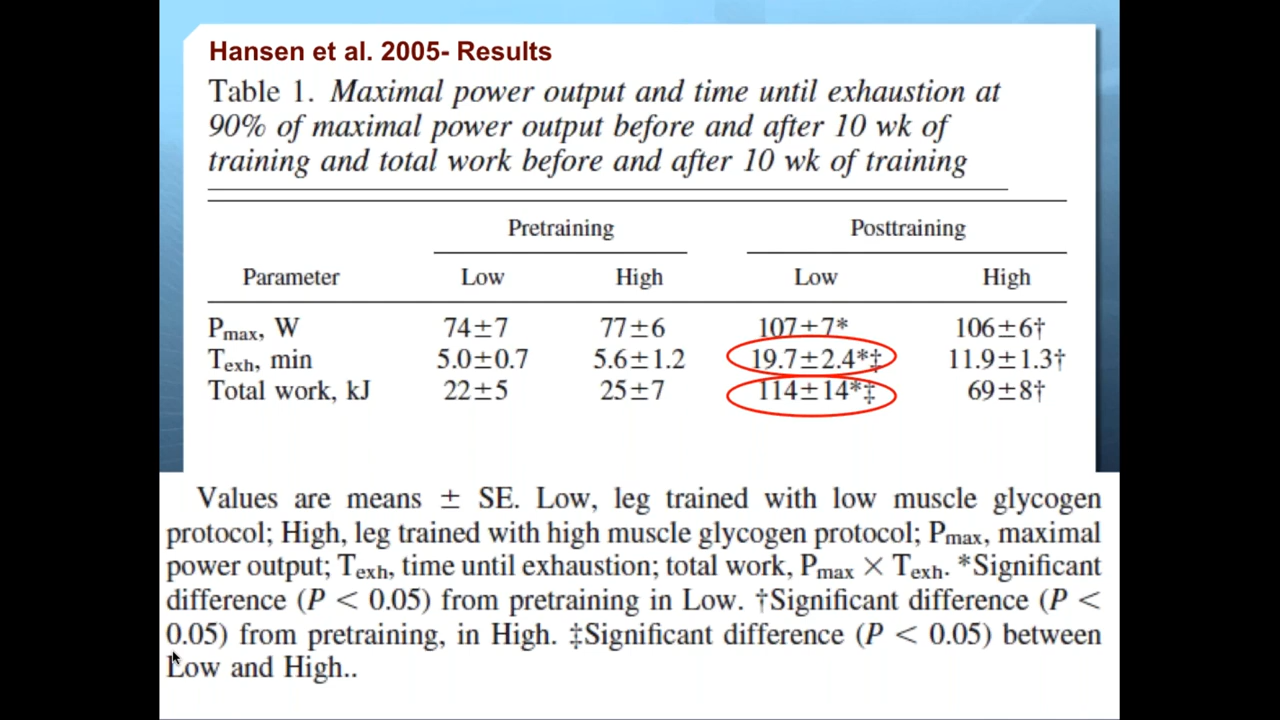 Hansen et al. 2005- Results
Table 1. Maximal power output and time until exhaustion at
90% of maximal power output before and after 10 wk of
training and total work before and after 10 wk of training
Pretraining Posttraining
Parameter Low High Low High
Pmax, W 74±7 77±6 107±7* 106±6†
Texh, min 5.0±0.7 5.6±1.2 19.7±2.4*‡ 11.9±1.3†
Total work, kJ 22±5 25±7 114±14*‡ 69±8†
Values are means ± SE. Low, leg trained with low muscle glycogen
protocol; High, leg trained with high muscle glycogen protocol; Pmax, maximal
power output; Texh, time until exhaustion; total work, Pmax × Texh. *Significant
difference (P < 0.05) from pretraining in Low. †Significant difference (P <
0.05) from pretraining, in High. ‡Significant difference (P < 0.05) between
Low and High..